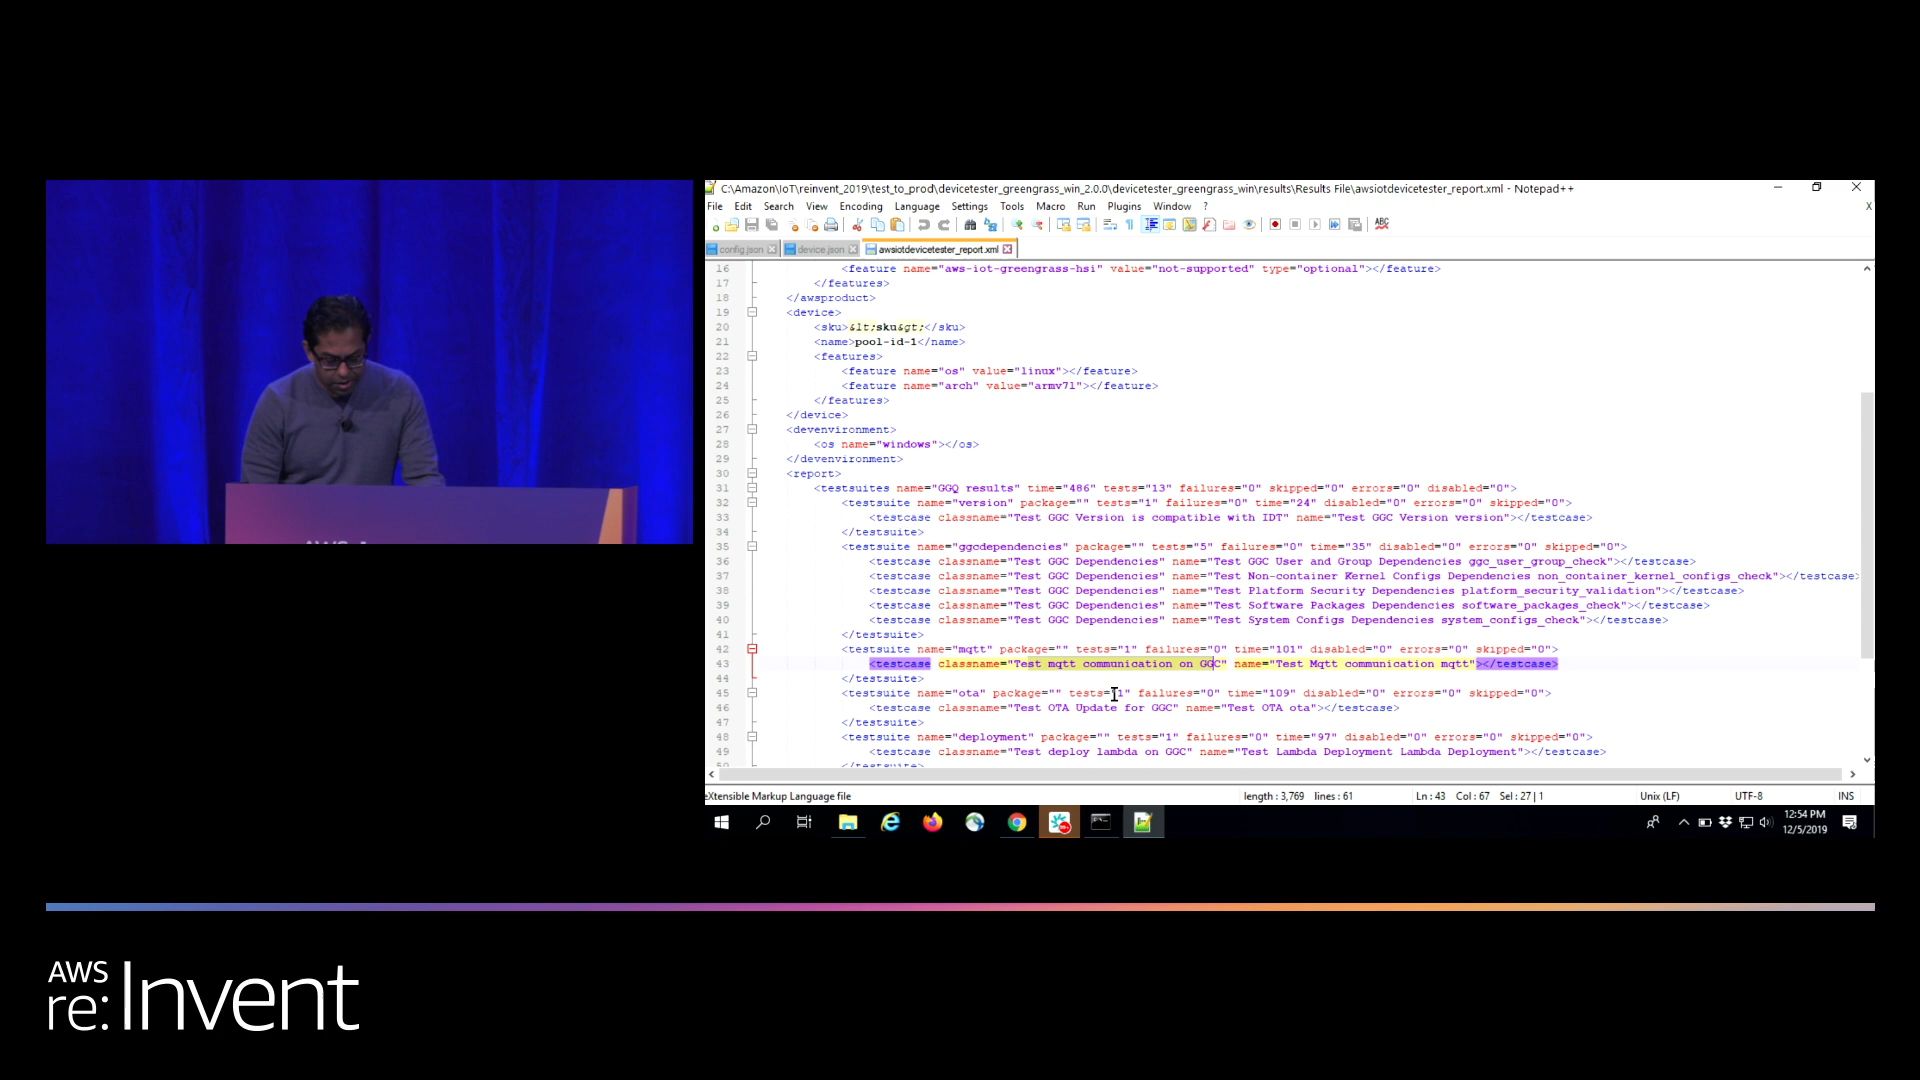 C:\Amazon\IoT\reinvent_2019\test_to_prod\devicetester_greengrass_win_2.0.0\devicetester_greengrass_win\results\Results File\awsiotdevicetester_report.xml - Notepad++
File Edit Search View Encoding Language Settings Tools Macro Run Plugins Window ? X
config.json device.json awsiotdevicetester_report.xml
16 <feature name="aws-iot-greengrass-hsi" value="not-supported" type="optional"></feature>
17 </features>
18 </awsproduct>
19 <device>
20 <sku>&lt;sku&gt;</sku>
21 <name>pool-id-1</name>
22 <features>
23 <feature name="os" value="linux"></feature>
24 <feature name="arch" value="armv7l"></feature>
25 </features>
26 </device>
27 <devenvironment>
28 <os name="windows"></os>
29 </devenvironment>
30 <report>
31 <testsuites name="GGQ results" time="486" tests="13" failures="0" skipped="0" errors="0" disabled="0">
32 <testsuite name="version" package="" tests="1" failures="0" time="24" disabled="0" errors="0" skipped="0">
33 <testcase classname="Test GGC Version is compatible with IDT" name="Test GGC Version version"></testcase>
34 </testsuite>
35 <testsuite name="ggcdependencies" package="" tests="5" failures="0" time="35" disabled="0" errors="0" skipped="0">
36 <testcase classname="Test GGC Dependencies" name="Test GGC User and Group Dependencies ggc_user_group_check"></testcase>
37 <testcase classname="Test GGC Dependencies" name="Test Non-container Kernel Configs Dependencies non_container_kernel_configs_check"></testcase>
38 <testcase classname="Test GGC Dependencies" name="Test Platform Security Dependencies platform_security_validation"></testcase>
39 <testcase classname="Test GGC Dependencies" name="Test Software Packages Dependencies software_packages_check"></testcase>
40 <testcase classname="Test GGC Dependencies" name="Test System Configs Dependencies system_configs_check"></testcase>
41 </testsuite>
42 <testsuite name="mqtt" package="" tests="1" failures="0" time="101" disabled="0" errors="0" skipped="0">
43 <testcase classname="Test mqtt communication on GGC" name="Test Mqtt communication mqtt"></testcase>
44 </testsuite>
45 <testsuite name="ota" package="" tests="1" failures="0" time="109" disabled="0" errors="0" skipped="0">
46 <testcase classname="Test OTA Update for GGC" name="Test OTA ota"></testcase>
47 </testsuite>
48 <testsuite name="deployment" package="" tests="1" failures="0" time="97" disabled="0" errors="0" skipped="0">
49 <testcase classname="Test deploy lambda on GGC" name="Test Lambda Deployment Lambda Deployment"></testcase>
50 </testsuite>
eXtensible Markup Language file length : 3,769 lines : 61 Ln : 43 Col : 67 Sel : 27 | 1 Unix (LF) UTF-8 INS
12:54 PM
12/5/2019
AWS
re:Invent